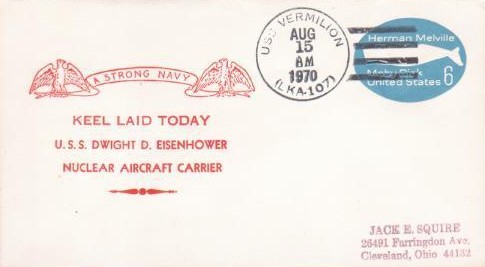 A STRONG NAVY
KEEL LAID TODAY
U.S.S. DWIGHT D. EISENHOWER
NUCLEAR AIRCRAFT CARRIER
USS VERMILION
AUG
15
AM
1970
(LKA-107)
Herman Melville
Moby Dick
United States 6
JACK E. SQUIRE
26491 Farringdon Ave.
Cleveland, Ohio 44132